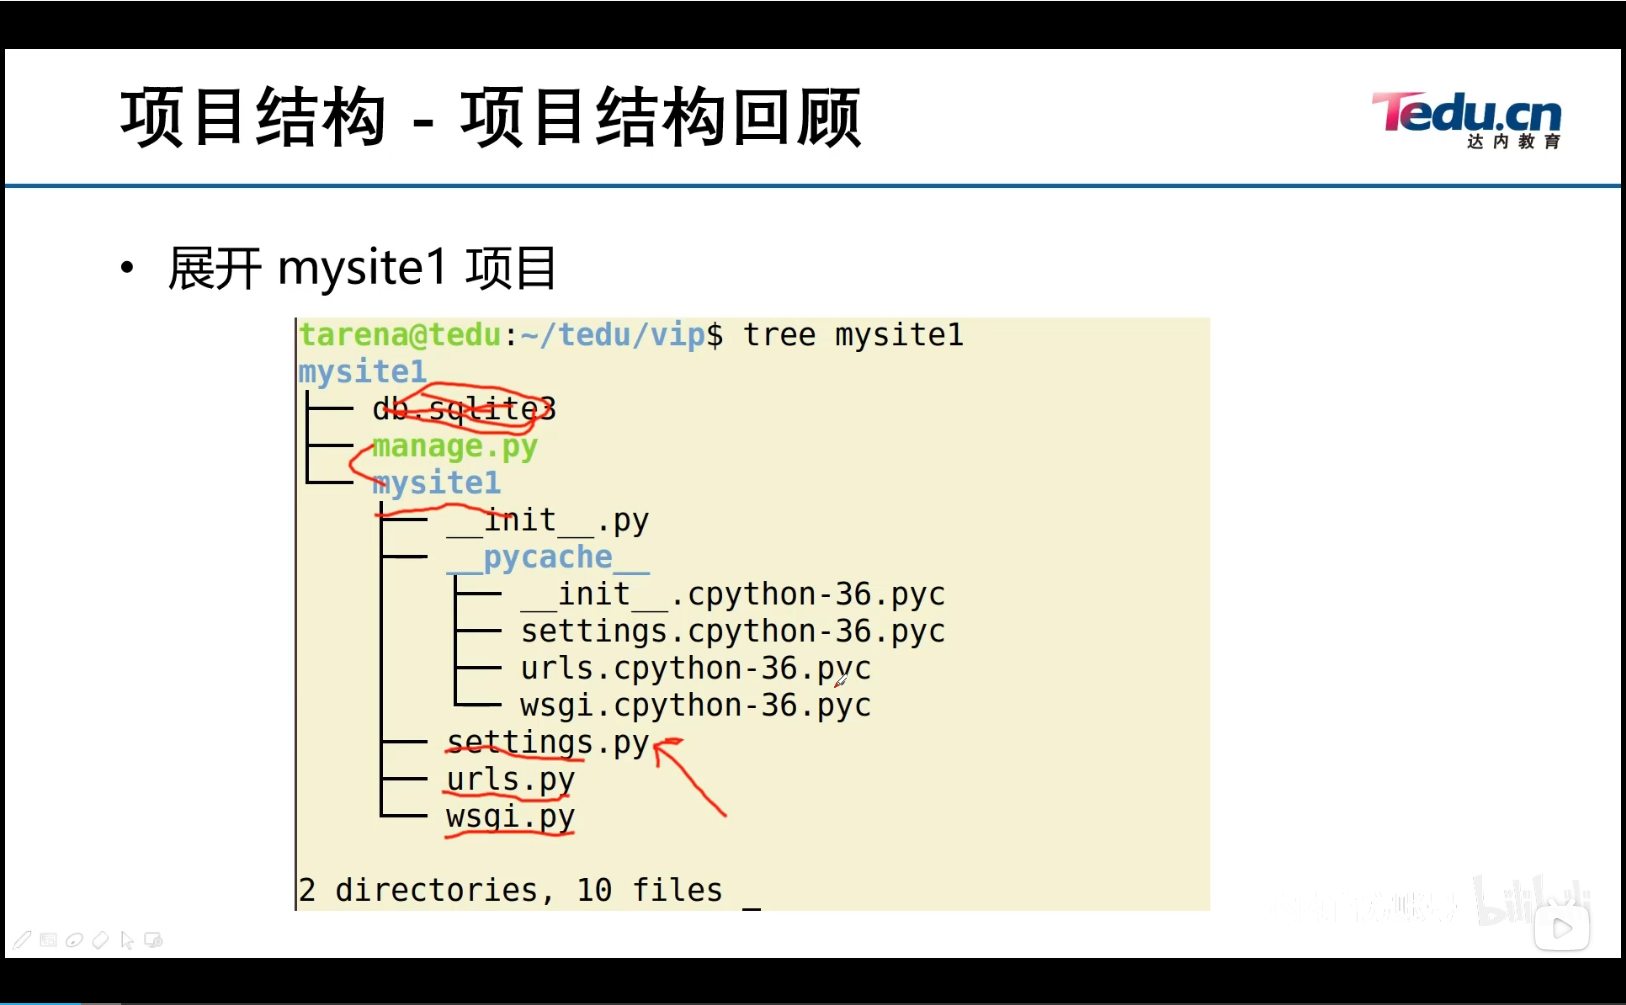 项目结构 - 项目结构回顾
Tedu.cn
达内教育
• 展开 mysite1 项目
tarena@tedu:~/tedu/vip$ tree mysite1
mysite1
├── db.sqlite3
├── manage.py
└── mysite1
    ├── __init__.py
    ├── __pycache__
    │   ├── __init__.cpython-36.pyc
    │   ├── settings.cpython-36.pyc
    │   ├── urls.cpython-36.pyc
    │   └── wsgi.cpython-36.pyc
    ├── settings.py
    ├── urls.py
    └── wsgi.py
2 directories, 10 files _
bilibili